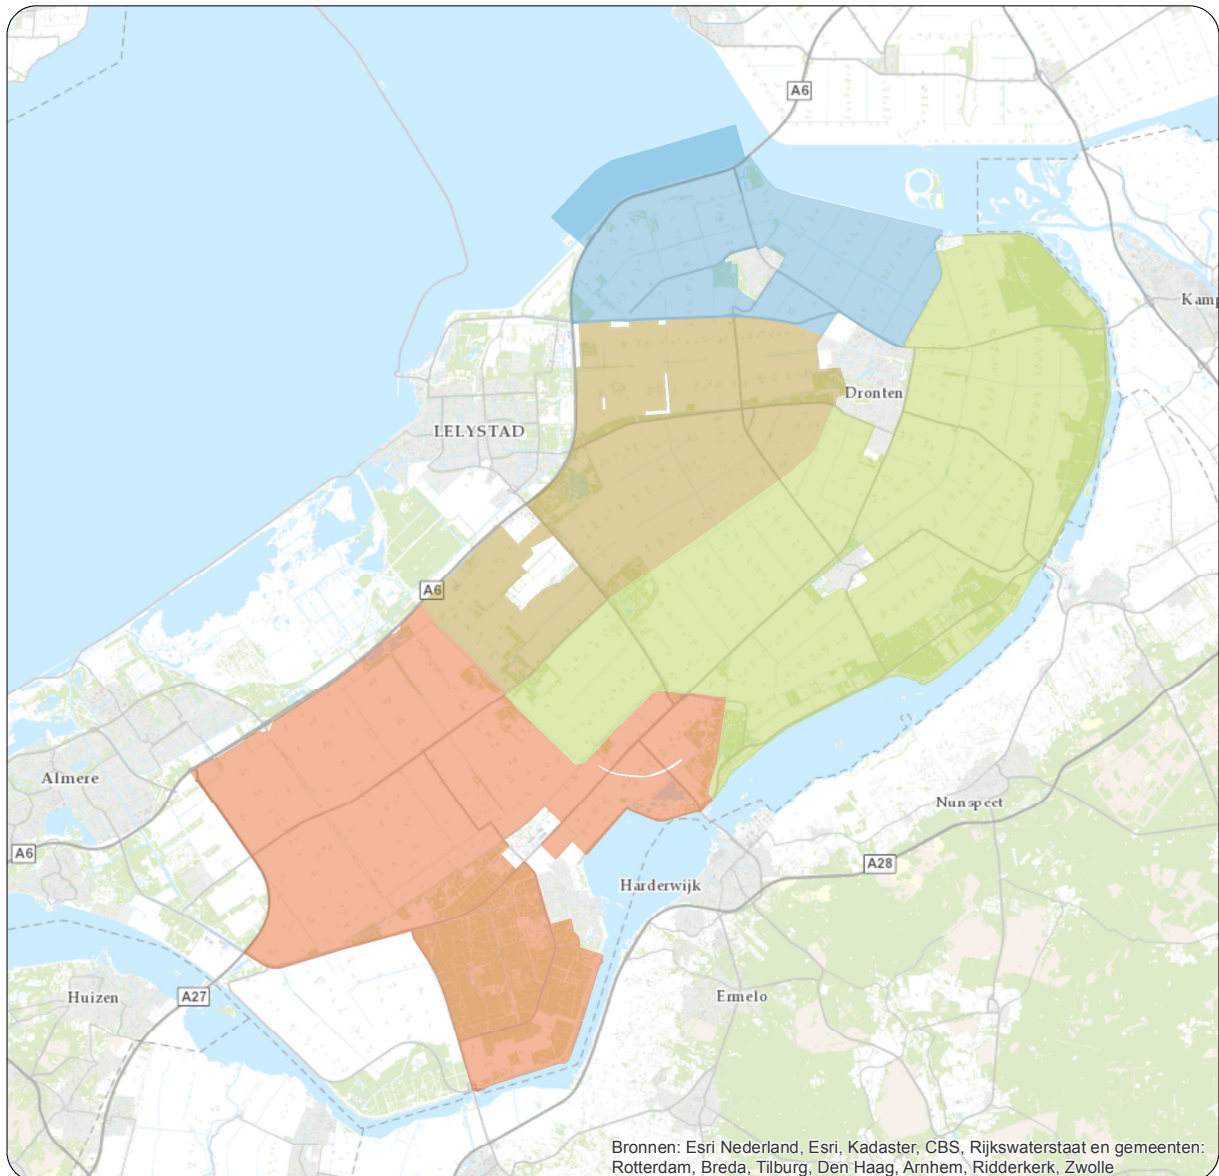 A6
Kamp
Dronten
LELYSTAD
A6
Almere
Nunspeet
A6
A28
Harderwijk
Huizen
A27
Ermelo
Bronnen: Esri Nederland, Esri, Kadaster, CBS, Rijkswaterstaat en gemeenten:
Rotterdam, Breda, Tilburg, Den Haag, Arnhem, Ridderkerk, Zwolle